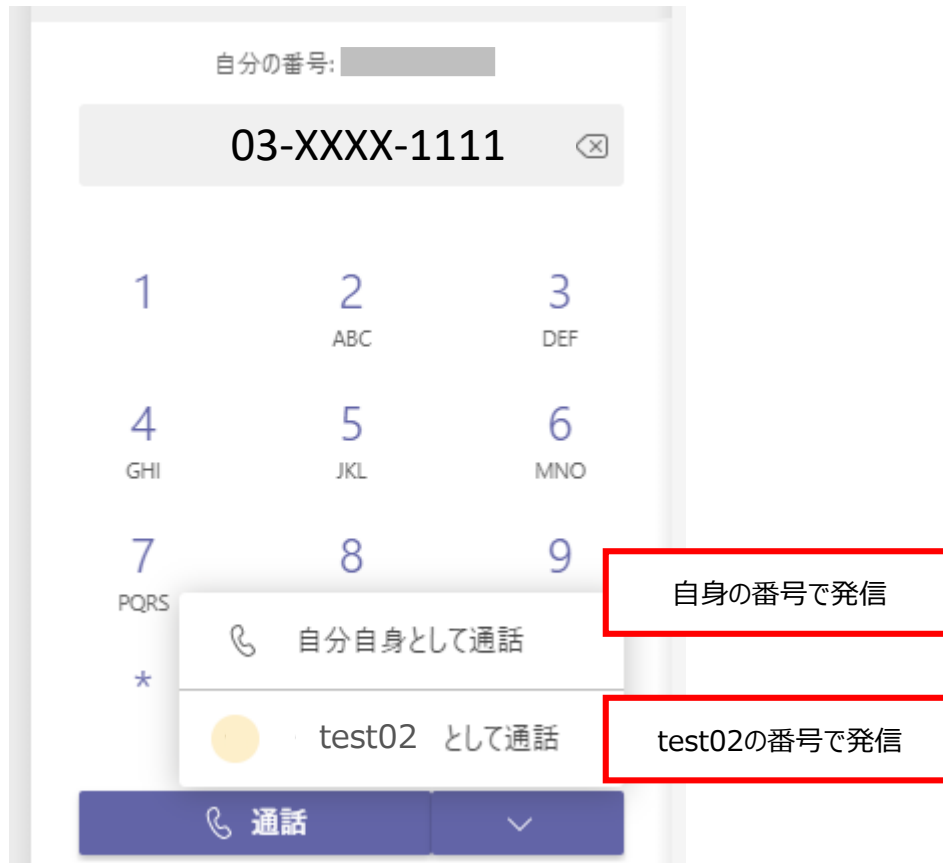 自分の番号:
03-XXXX-1111
1 2 3
ABC DEF
4 5 6
GHI JKL MNO
7 8 9
PQRS
自身の番号で発信
自分自身として通話
*
test02 として通話
test02の番号で発信
通話